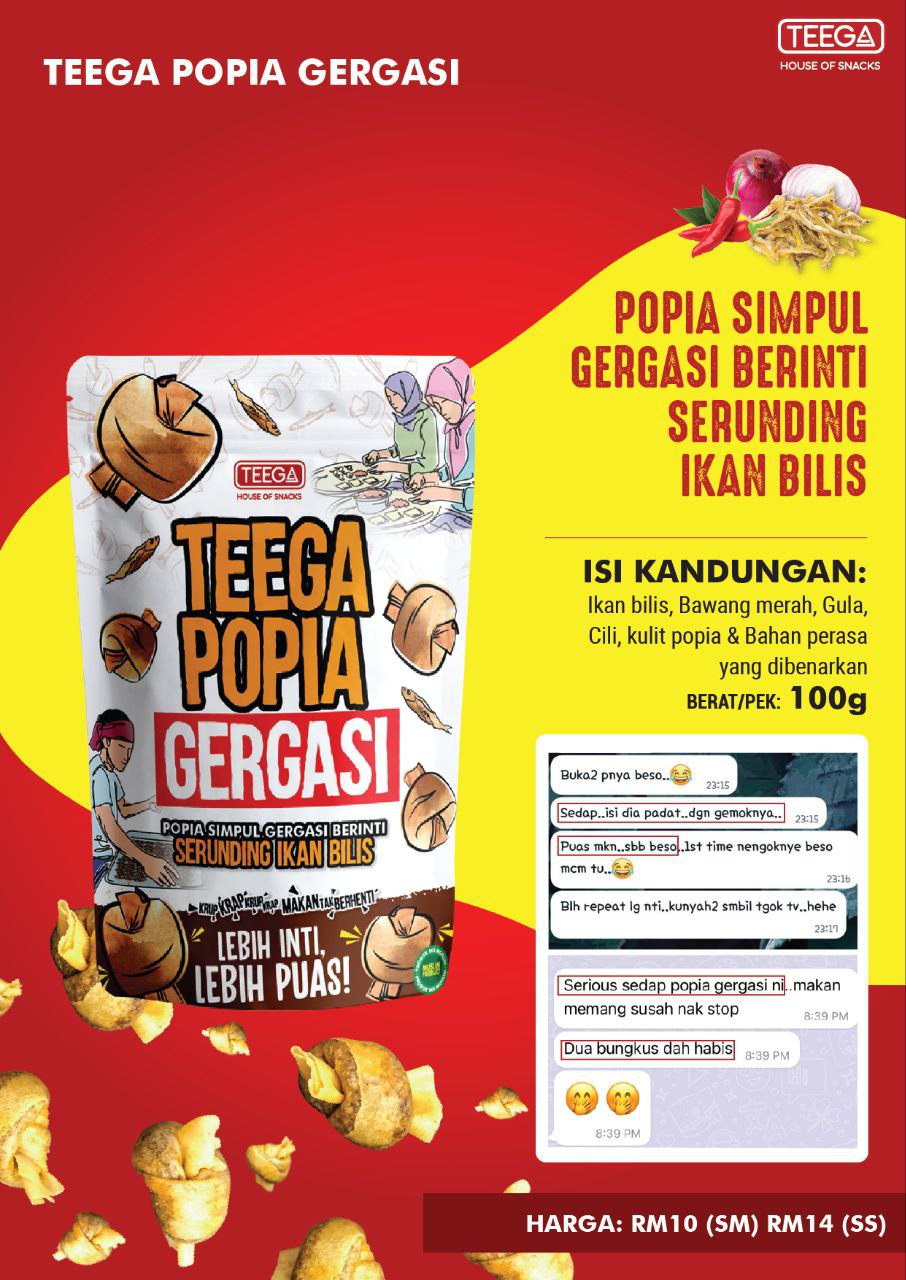 TEEGA POPIA GERGASI
TEEGA
HOUSE OF SNACKS
POPIA SIMPUL
GERGASI BERINTI
SERUNDING
IKAN BILIS
ISI KANDUNGAN:
Ikan bilis, Bawang merah, Gula,
Cili, kulit popia & Bahan perasa
yang dibenarkan
BERAT/PEK: 100g
TEEGA
HOUSE OF SNACKS
TEEGA
POPIA
GERGASI
POPIA SIMPUL GERGASI BERINTI
SERUNDING IKAN BILIS
KRUP KRAP KRUP KRAP MAKAN TAK BERHENTI
LEBIH INTI,
LEBIH PUAS!
MUSLIM
PRODUCT
Buka2 pnya beso..😂
23:15
Sedap..isi dia padat..dgn gemoknya..
23:15
Puas mkn..sbb beso..1st time nengoknye beso
mcm tu..😂
23:16
Blh repeat lg nti..kunyah2 smbil tgok tv..hehe
23:17
Serious sedap popia gergasi ni..makan
memang susah nak stop
8:39 PM
Dua bungkus dah habis
8:39 PM
🤭🤭
8:39 PM
HARGA: RM10 (SM) RM14 (SS)